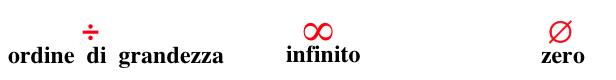 ÷ ∞ ∅
ordine di grandezza infinito zero